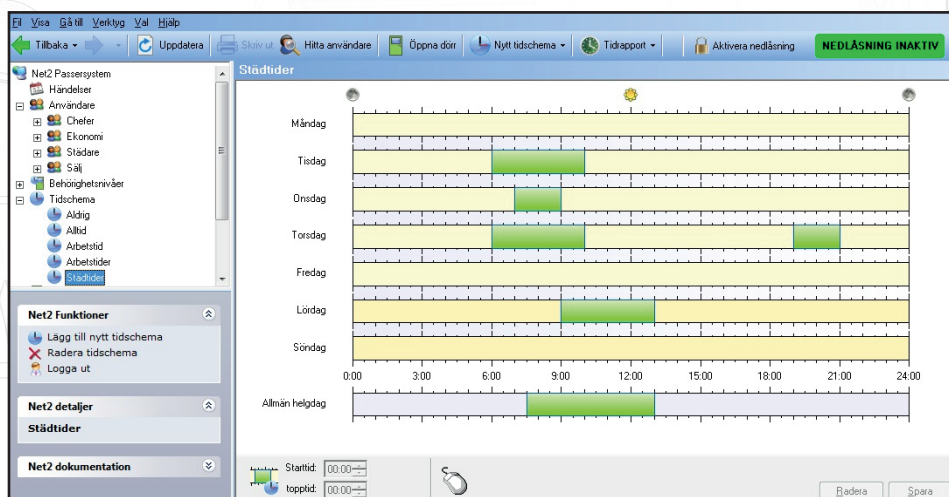 Fil Visa Gå till Verktyg Val Hjälp
Tillbaka Uppdatera Skriv ut Hitta användare Öppna dörr Nytt tidschema Tidrapport Aktivera nedlåsning NEDLÅSNING INAKTIV
Net2 Passersystem
Händelser
Användare
Chefer
Ekonomi
Städare
Sälj
Behörighetsnivåer
Tidschema
Aldrig
Alltid
Arbetstid
Arbetstider
Städtider
Net2 Funktioner
Lägg till nytt tidschema
Radera tidschema
Logga ut
Net2 detaljer
Städtider
Net2 dokumentation
Städtider
Måndag
Tisdag
Onsdag
Torsdag
Fredag
Lördag
Söndag
0:00 3:00 6:00 9:00 12:00 15:00 18:00 21:00 24:00
Allmän helgdag
Starttid: 00:00
topptid: 00:00
Radera Spara